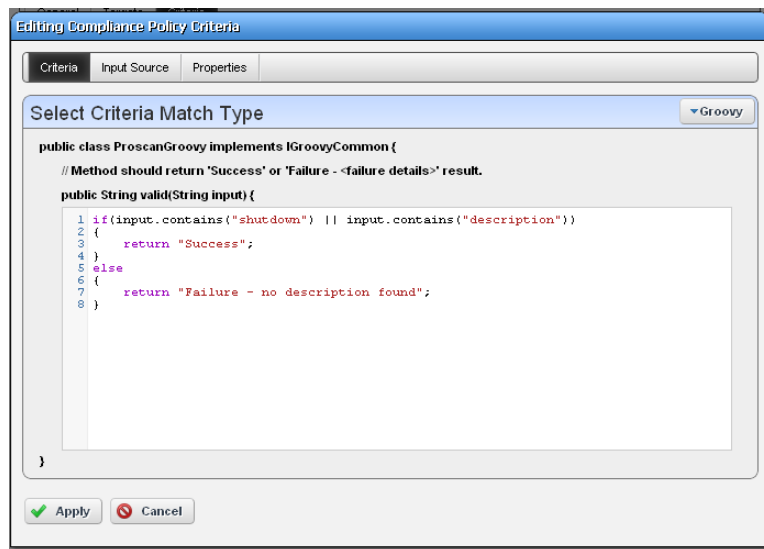 Editing Compliance Policy Criteria
Criteria Input Source Properties
Select Criteria Match Type
Groovy
public class ProscanGroovy implements IGroovyCommon {
// Method should return 'Success' or 'Failure - <failure details>' result.
public String valid(String input) {
1 if(input.contains("shutdown") || input.contains("description"))
2 {
3     return "Success";
4 }
5 else
6 {
7     return "Failure - no description found";
8 }
}
Apply Cancel